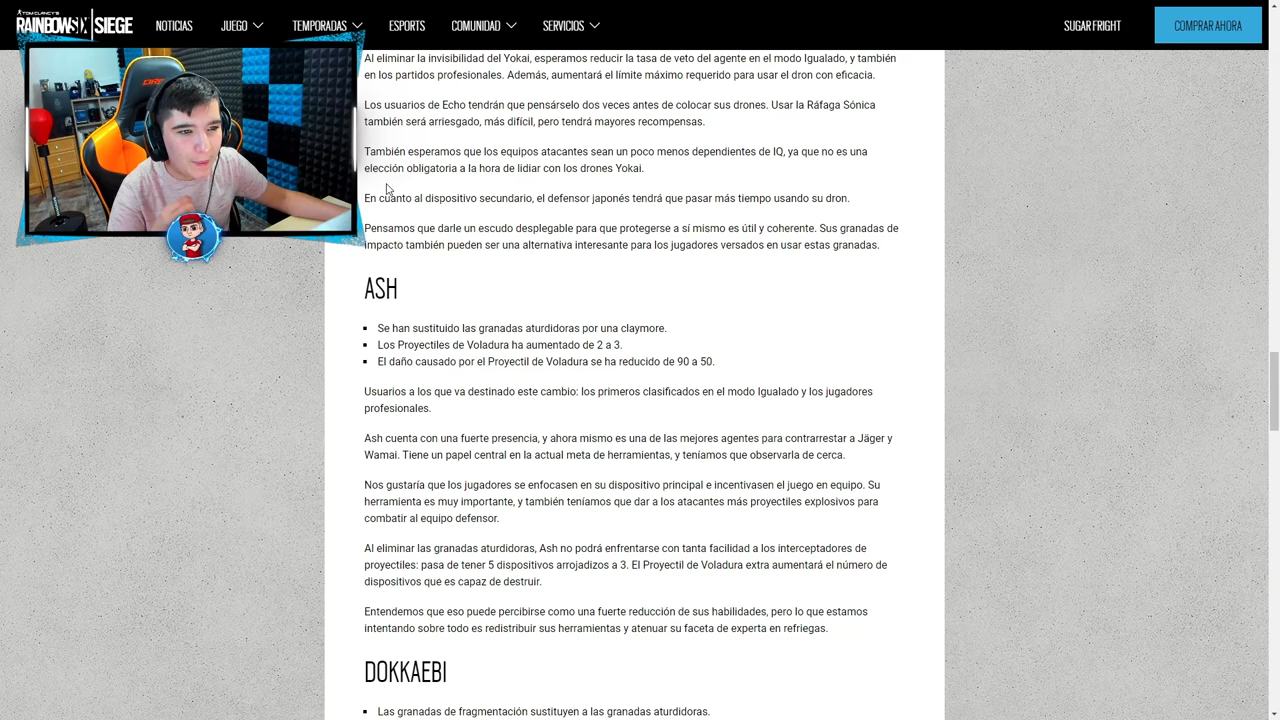 TOM CLANCY'S
RAINBOWSIX SIEGE
NOTICIAS JUEGO TEMPORADAS ESPORTS COMUNIDAD SERVICIOS SUGAR FRIGHT COMPRAR AHORA
Al eliminar la invisibilidad del Yokai, esperamos reducir la tasa de veto del agente en el modo Igualado, y también
en los partidos profesionales. Además, aumentará el límite máximo requerido para usar el dron con eficacia.
Los usuarios de Echo tendrán que pensárselo dos veces antes de colocar sus drones. Usar la Ráfaga Sónica
también será arriesgado, más difícil, pero tendrá mayores recompensas.
También esperamos que los equipos atacantes sean un poco menos dependientes de IQ, ya que no es una
elección obligatoria a la hora de lidiar con los drones Yokai.
En cuanto al dispositivo secundario, el defensor japonés tendrá que pasar más tiempo usando su dron.
Pensamos que darle un escudo desplegable para que protegerse a sí mismo es útil y coherente. Sus granadas de
impacto también pueden ser una alternativa interesante para los jugadores versados en usar estas granadas.
ASH
▪ Se han sustituido las granadas aturdidoras por una claymore.
▪ Los Proyectiles de Voladura ha aumentado de 2 a 3.
▪ El daño causado por el Proyectil de Voladura se ha reducido de 90 a 50.
Usuarios a los que va destinado este cambio: los primeros clasificados en el modo Igualado y los jugadores
profesionales.
Ash cuenta con una fuerte presencia, y ahora mismo es una de las mejores agentes para contrarrestar a Jäger y
Wamai. Tiene un papel central en la actual meta de herramientas, y teníamos que observarla de cerca.
Nos gustaría que los jugadores se enfocasen en su dispositivo principal e incentivasen el juego en equipo. Su
herramienta es muy importante, y también teníamos que dar a los atacantes más proyectiles explosivos para
combatir al equipo defensor.
Al eliminar las granadas aturdidoras, Ash no podrá enfrentarse con tanta facilidad a los interceptadores de
proyectiles: pasa de tener 5 dispositivos arrojadizos a 3. El Proyectil de Voladura extra aumentará el número de
dispositivos que es capaz de destruir.
Entendemos que eso puede percibirse como una fuerte reducción de sus habilidades, pero lo que estamos
intentando sobre todo es redistribuir sus herramientas y atenuar su faceta de experta en refriegas.
DOKKAEBI
▪ Las granadas de fragmentación sustituyen a las granadas aturdidoras.